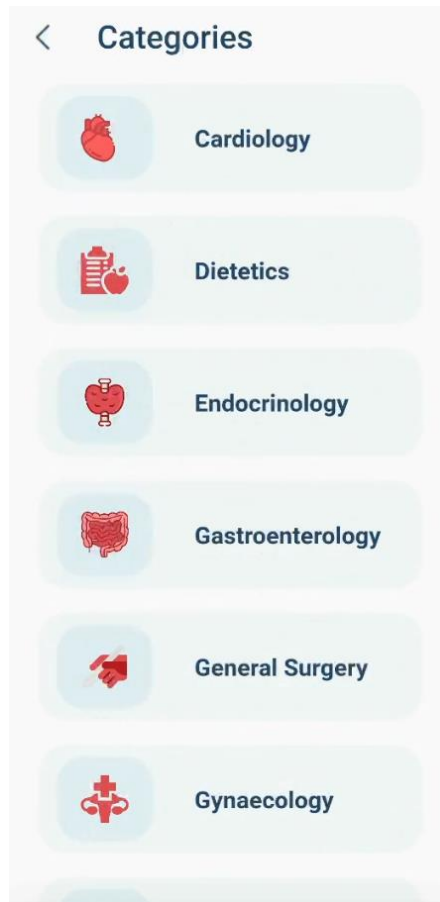 Categories
Cardiology
Dietetics
Endocrinology
Gastroenterology
General Surgery
Gynaecology